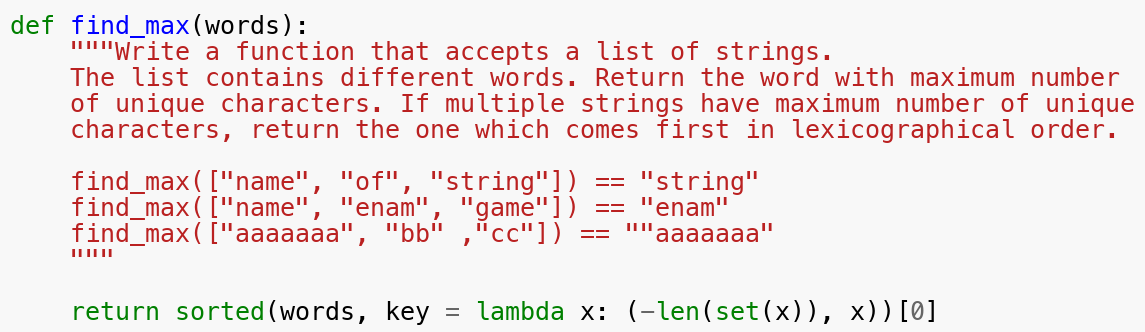 def find_max(words):
    """Write a function that accepts a list of strings.
    The list contains different words. Return the word with maximum number
    of unique characters. If multiple strings have maximum number of unique
    characters, return the one which comes first in lexicographical order.

    find_max(["name", "of", "string"]) == "string"
    find_max(["name", "enam", "game"]) == "enam"
    find_max(["aaaaaaa", "bb" ,"cc"]) == ""aaaaaaa"
    """

    return sorted(words, key = lambda x: (-len(set(x)), x))[0]